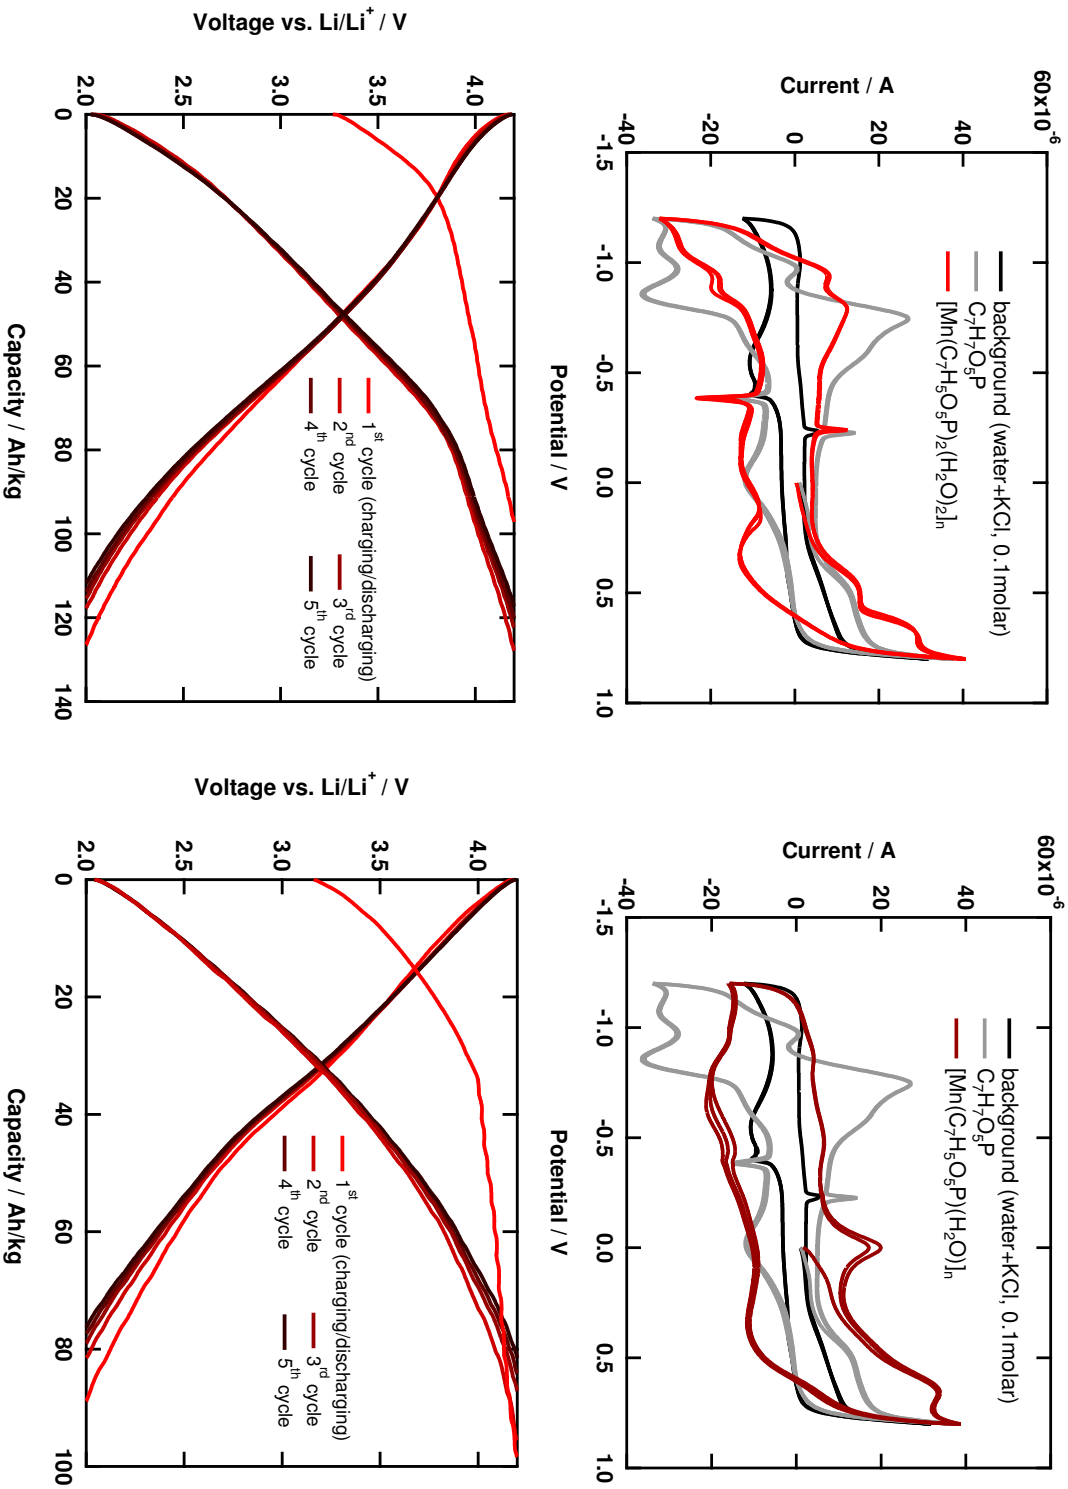 60x10⁻⁶
40
20
0
-20
-40
Current / A
-1.5
-1.0
-0.5
0.0
0.5
1.0
Potential / V
background (water+KCl, 0.1molar)
C₇H₇O₅P
[Mn(C₇H₅O₅P)₂(H₂O)₂]ₙ
60x10⁻⁶
40
20
0
-20
-40
Current / A
-1.5
-1.0
-0.5
0.0
0.5
1.0
Potential / V
background (water+KCl, 0.1molar)
C₇H₇O₅P
[Mn(C₇H₅O₅P)(H₂O)]ₙ
Voltage vs. Li/Li⁺ / V
4.0
3.5
3.0
2.5
2.0
0
20
40
60
80
100
120
140
Capacity / Ah/kg
1ˢᵗ cycle (charging/discharging)
2ⁿᵈ cycle
3ʳᵈ cycle
4ᵗʰ cycle
5ᵗʰ cycle
Voltage vs. Li/Li⁺ / V
4.0
3.5
3.0
2.5
2.0
0
20
40
60
80
100
Capacity / Ah/kg
1ˢᵗ cycle (charging/discharging)
2ⁿᵈ cycle
3ʳᵈ cycle
4ᵗʰ cycle
5ᵗʰ cycle